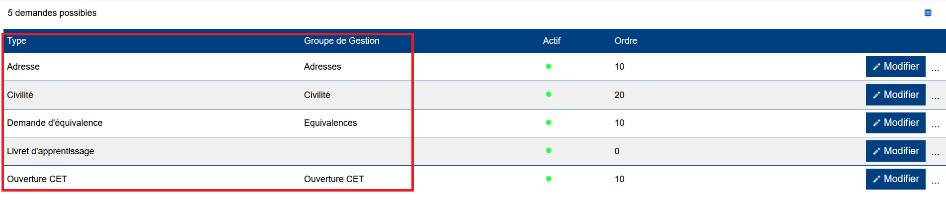 5 demandes possibles
Type Groupe de Gestion Actif Ordre
Adresse Adresses 10 Modifier ...
Civilité Civilité 20 Modifier ...
Demande d'équivalence Equivalences 10 Modifier ...
Livret d'apprentissage 0 Modifier ...
Ouverture CET Ouverture CET 10 Modifier ...